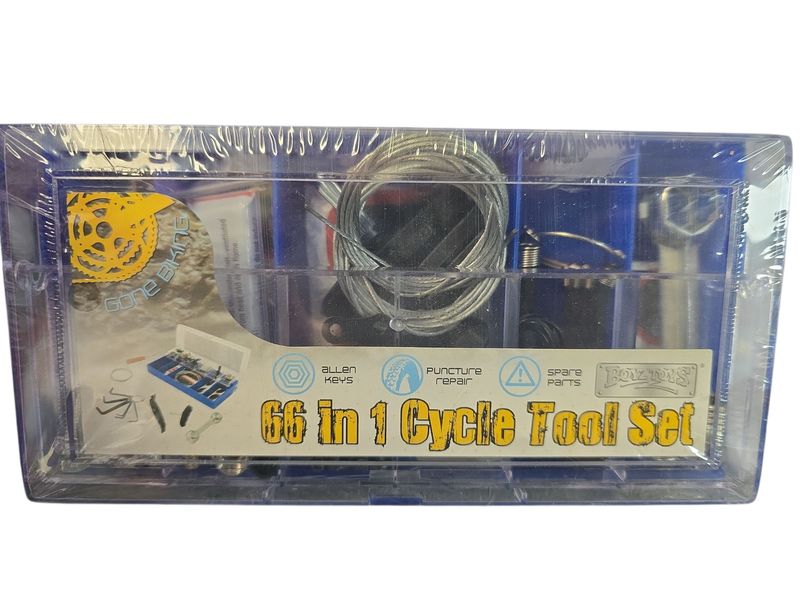 GONE BIKING
ALLEN
KEYS
PUNCTURE
REPAIR
SPARE
PARTS
BOYZ TOYS
66 in 1 Cycle Tool Set